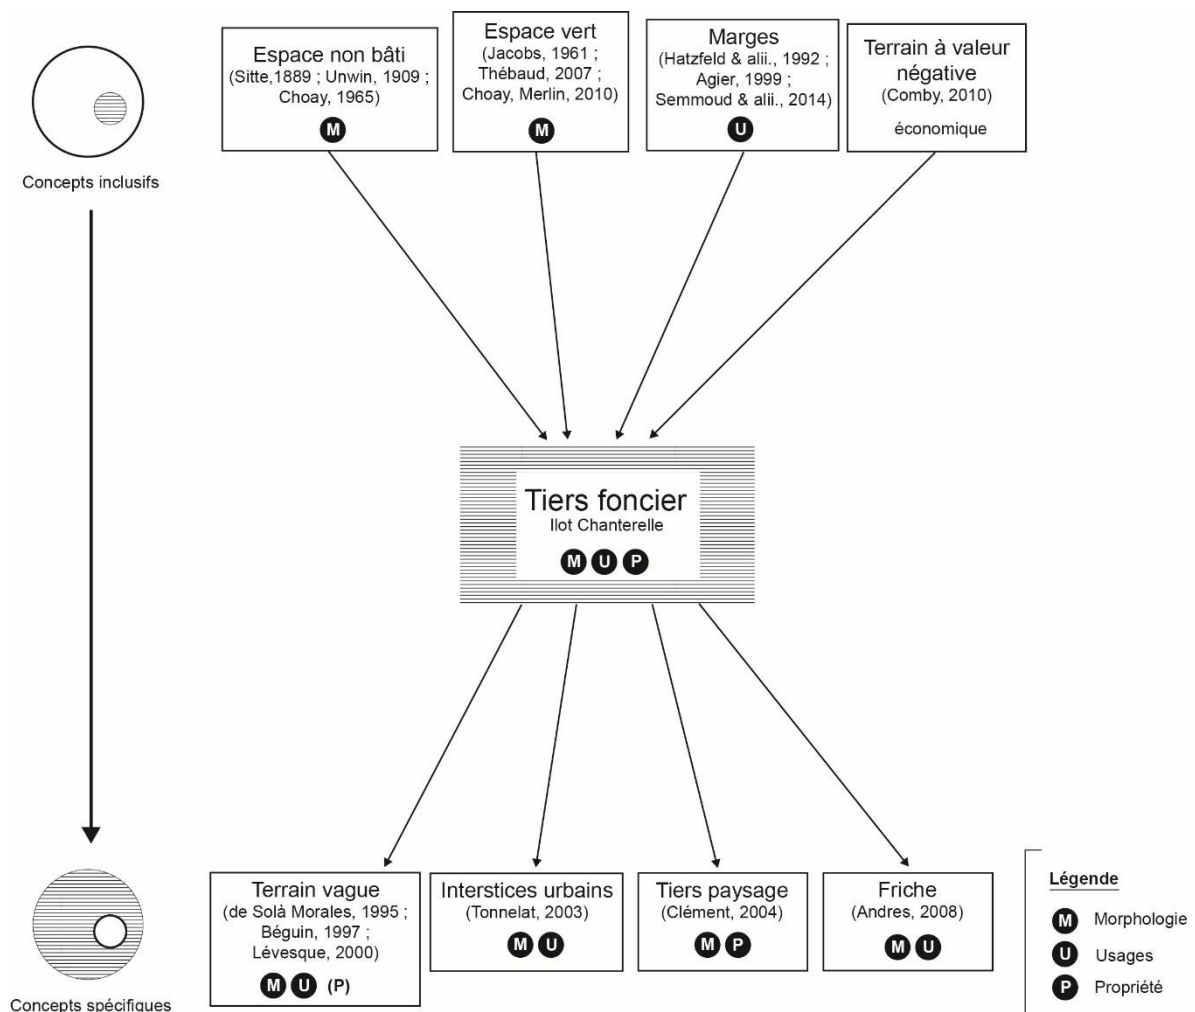 Espace non bâti
(Sitte,1889 ; Unwin, 1909 ;
Choay, 1965)
M
Espace vert
(Jacobs, 1961 ;
Thébaud, 2007 ;
Choay, Merlin, 2010)
M
Marges
(Hatzfeld & alii., 1992 ;
Agier, 1999 ;
Semmoud & alii., 2014)
U
Terrain à valeur
négative
(Comby, 2010)
économique
Concepts inclusifs
Tiers foncier
Ilot Chanterelle
M U P
Terrain vague
(de Solà Morales, 1995 ;
Béguin, 1997 ;
Lévesque, 2000)
M U (P)
Interstices urbains
(Tonnelat, 2003)
M U
Tiers paysage
(Clément, 2004)
M P
Friche
(Andres, 2008)
M U
Concepts spécifiques
Légende
M Morphologie
U Usages
P Propriété